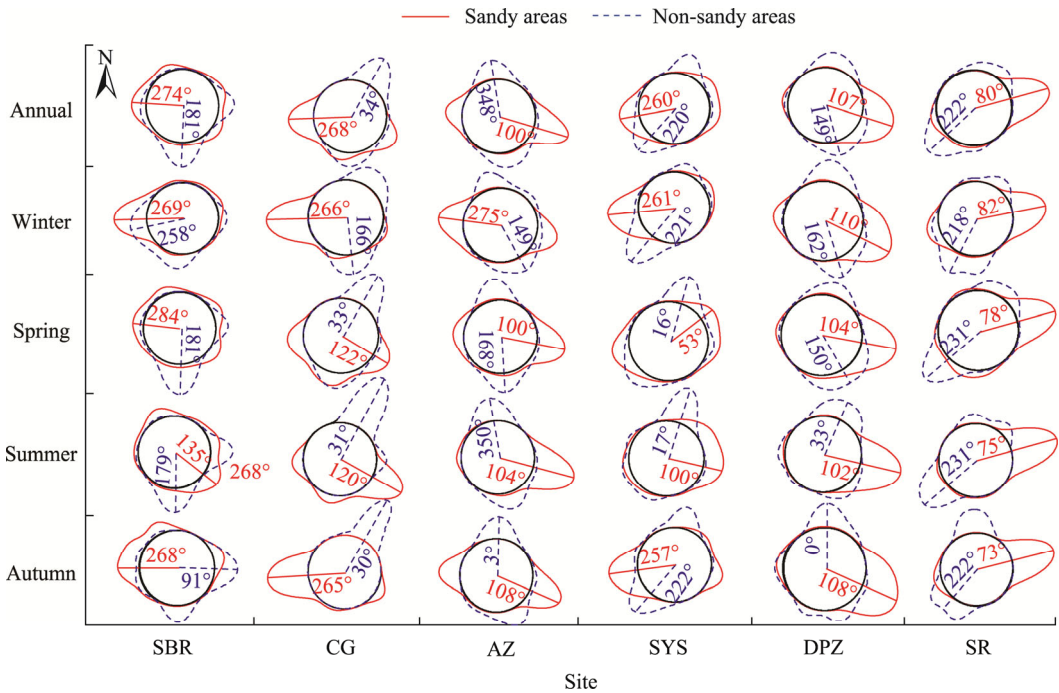 Sandy areas Non-sandy areas
N
Annual 274° 181° 268° 34° 348° 100° 260° 220° 107° 149° 222° 80°
Winter 269° 258° 266° 166° 275° 149° 261° 221° 110° 162° 218° 82°
Spring 284° 181° 33° 122° 100° 168° 16° 53° 104° 150° 231° 78°
Summer 179° 135° 268° 31° 120° 350° 104° 17° 100° 33° 102° 231° 75°
Autumn 268° 91° 265° 30° 3° 108° 257° 222° 0° 108° 222° 73°
SBR CG AZ SYS DPZ SR
Site